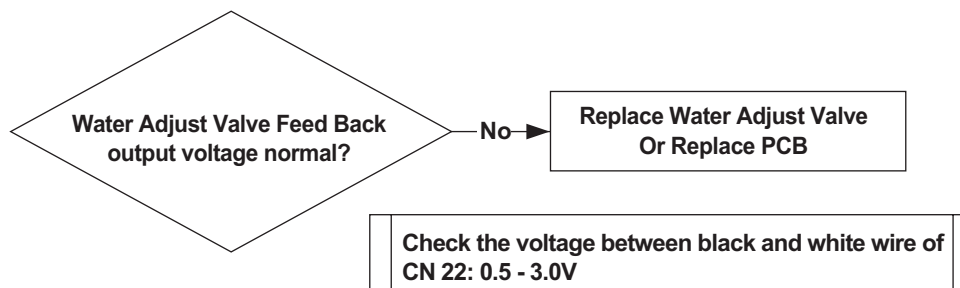 Water Adjust Valve Feed Back
output voltage normal?
No
Replace Water Adjust Valve
Or Replace PCB
Check the voltage between black and white wire of
CN 22: 0.5 - 3.0V